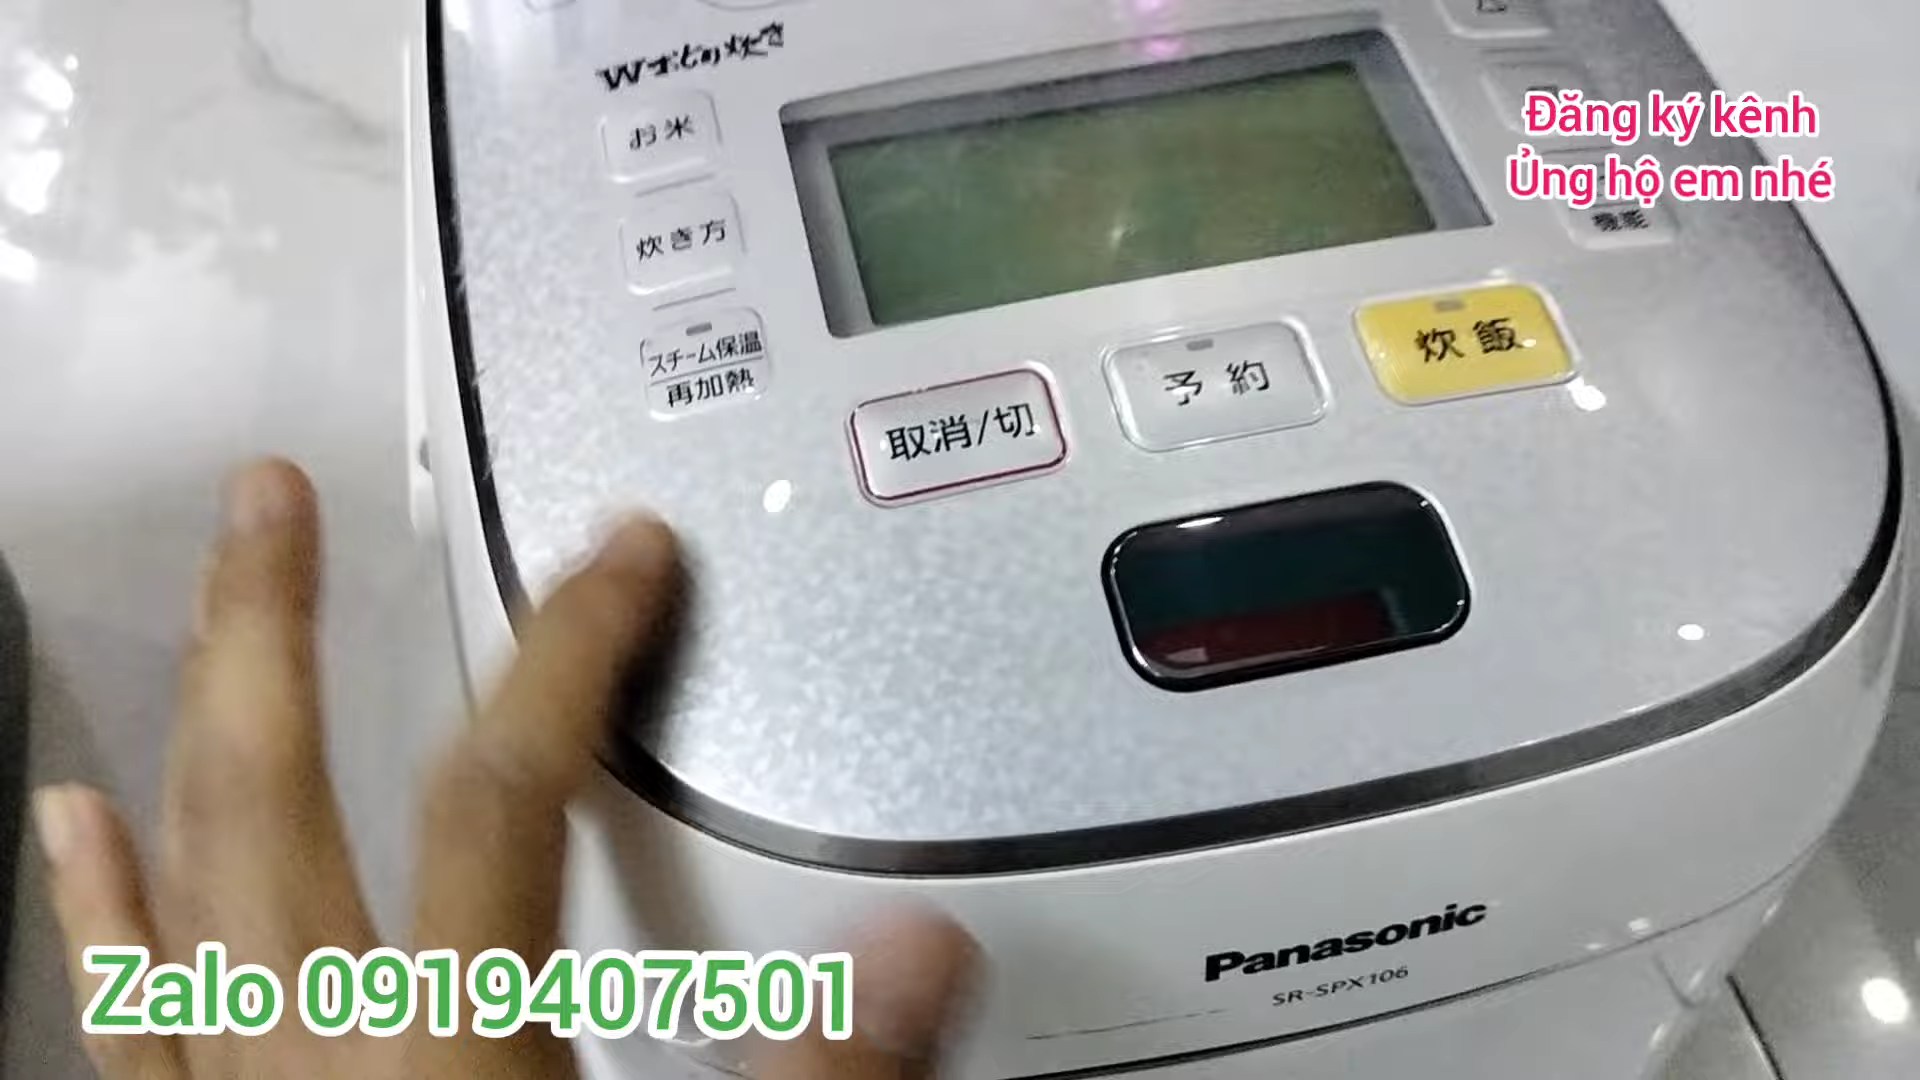 Wおどり炊き
お米
炊き方
スチーム保温
再加熱
取消/切
予約
炊飯
機能
Đăng ký kênh
Ủng hộ em nhé
Panasonic
SR-SPX106
Zalo 0919407501